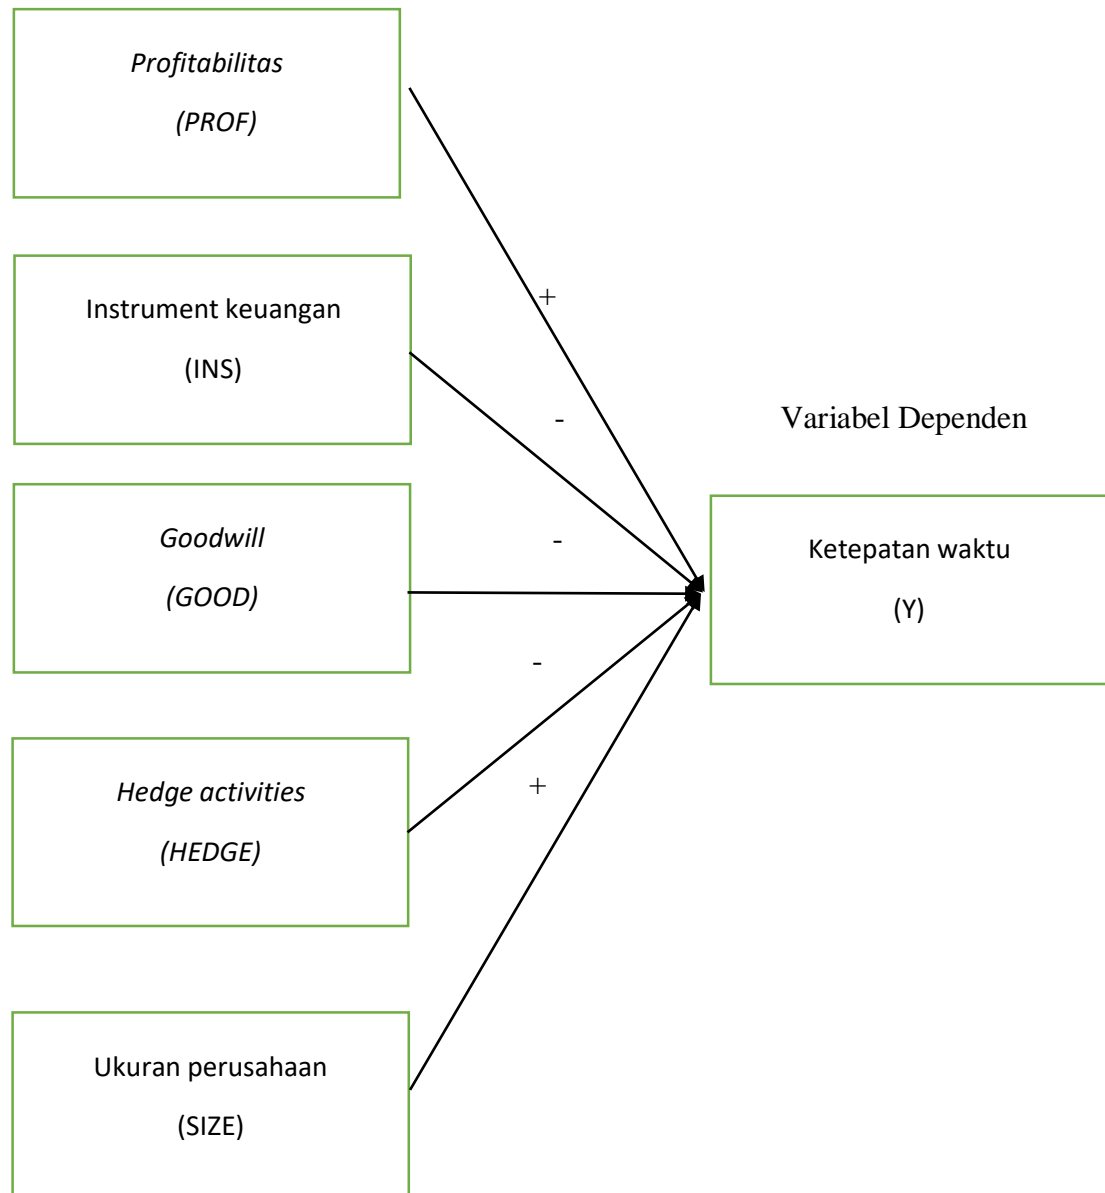 Profitabilitas
(PROF)
+
Instrument keuangan
(INS)
-
Variabel Dependen
Goodwill
(GOOD)
-
Ketepatan waktu
(Y)
-
Hedge activities
(HEDGE)
+
Ukuran perusahaan
(SIZE)